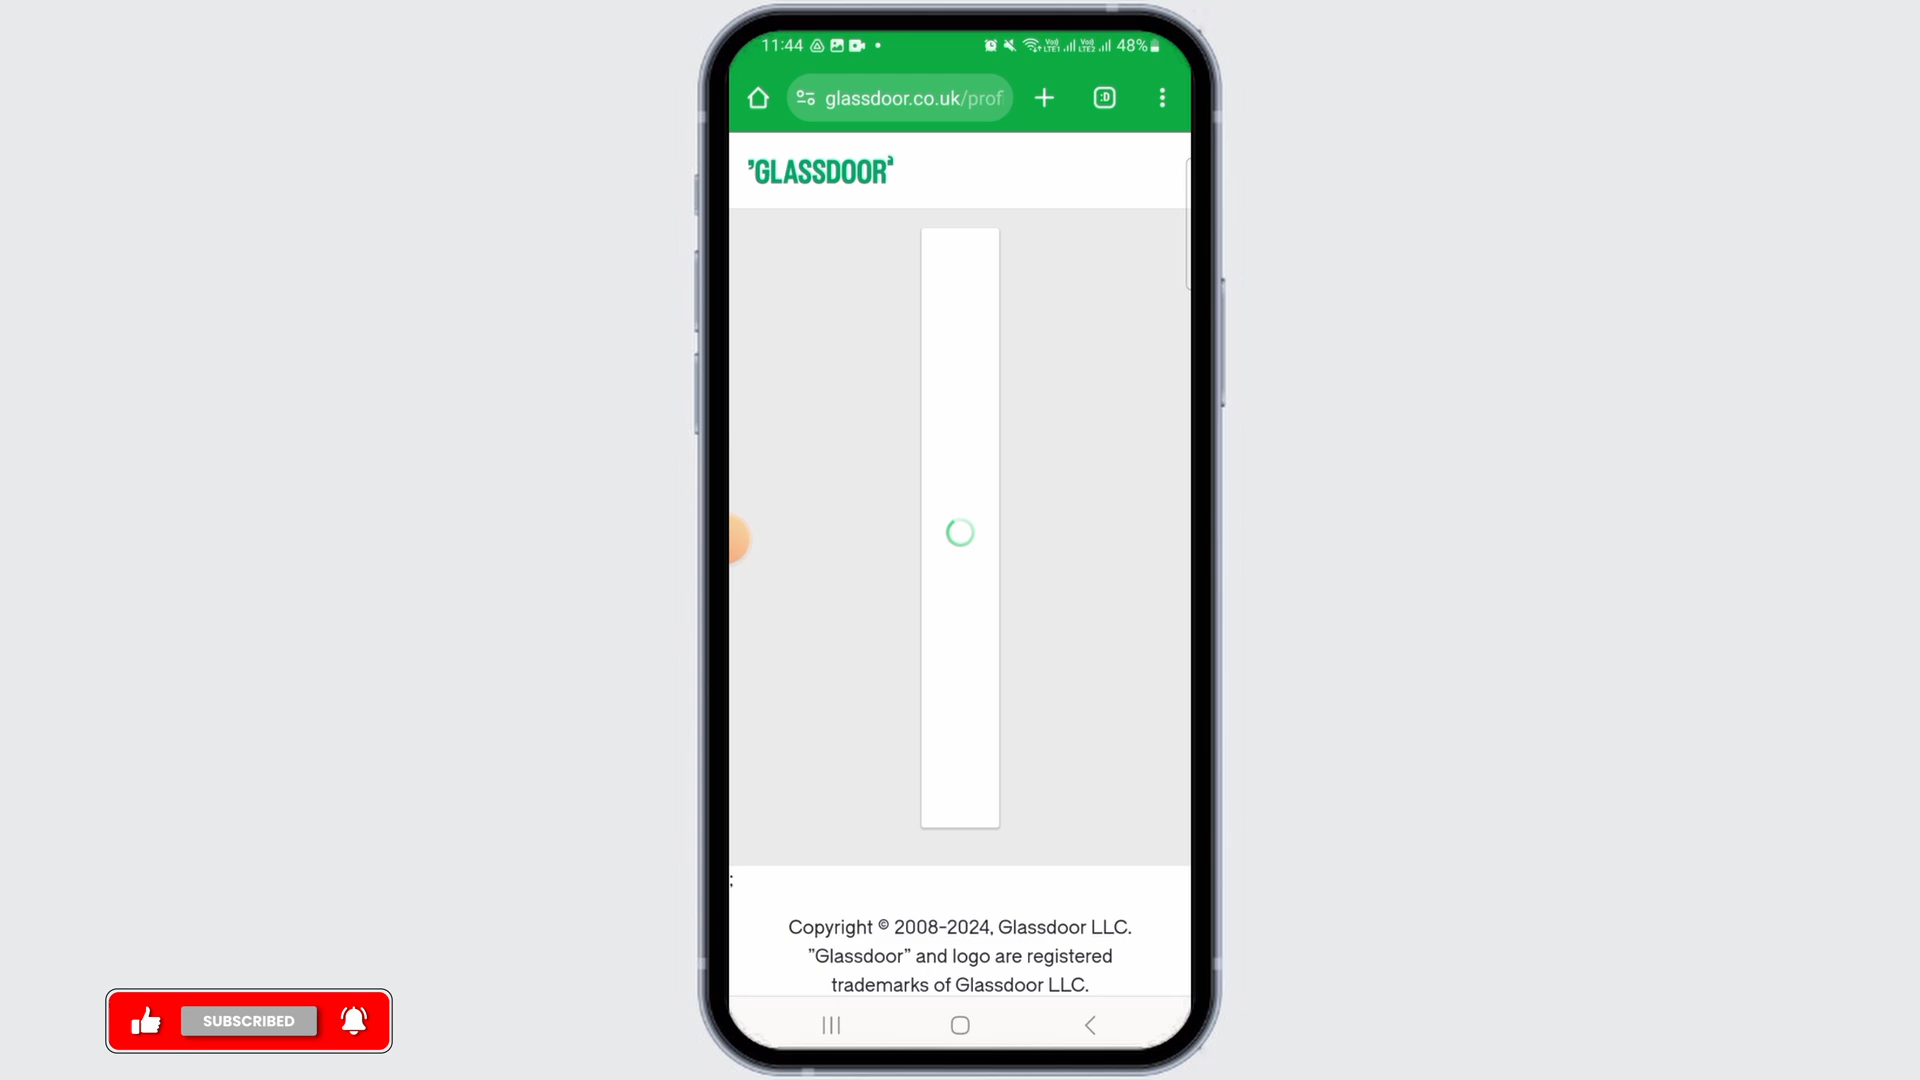 11:44
48%
glassdoor.co.uk/prof
:D
"GLASSDOOR"
;
Copyright © 2008-2024, Glassdoor LLC.
"Glassdoor" and logo are registered
trademarks of Glassdoor LLC.
SUBSCRIBED